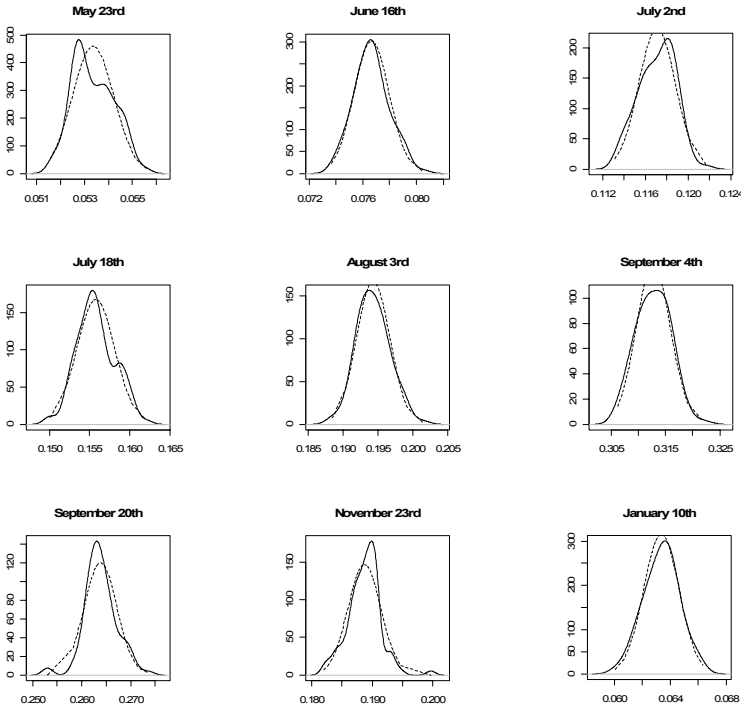 May 23rd
June 16th
July 2nd
0 100 200 300 400 500
0.051 0.053 0.055
0 50 100 200 300
0.072 0.076 0.080
0 50 100 150 200
0.112 0.116 0.120 0.124
July 18th
August 3rd
September 4th
0 50 100 150
0.150 0.155 0.160 0.165
0 50 100 150
0.185 0.190 0.195 0.200 0.205
0 20 40 60 80 100
0.305 0.315 0.325
September 20th
November 23rd
January 10th
0 20 40 60 80 120
0.250 0.260 0.270
0 50 100 150
0.180 0.190 0.200
0 50 100 200 300
0.060 0.064 0.068